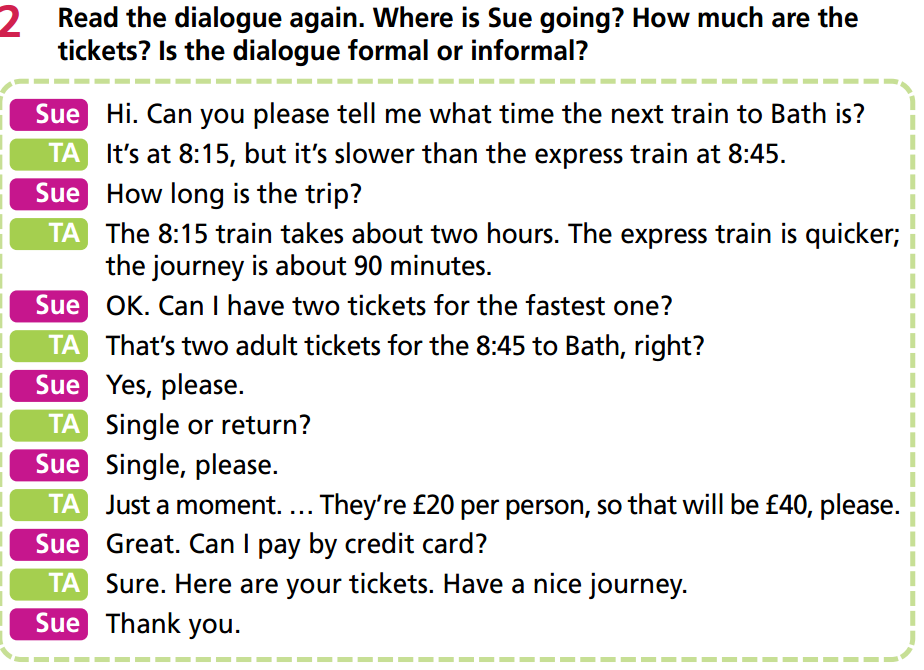 2 Read the dialogue again. Where is Sue going? How much are the
tickets? Is the dialogue formal or informal?
Sue Hi. Can you please tell me what time the next train to Bath is?
TA It’s at 8:15, but it’s slower than the express train at 8:45.
Sue How long is the trip?
TA The 8:15 train takes about two hours. The express train is quicker;
the journey is about 90 minutes.
Sue OK. Can I have two tickets for the fastest one?
TA That’s two adult tickets for the 8:45 to Bath, right?
Sue Yes, please.
TA Single or return?
Sue Single, please.
TA Just a moment. … They’re £20 per person, so that will be £40, please.
Sue Great. Can I pay by credit card?
TA Sure. Here are your tickets. Have a nice journey.
Sue Thank you.